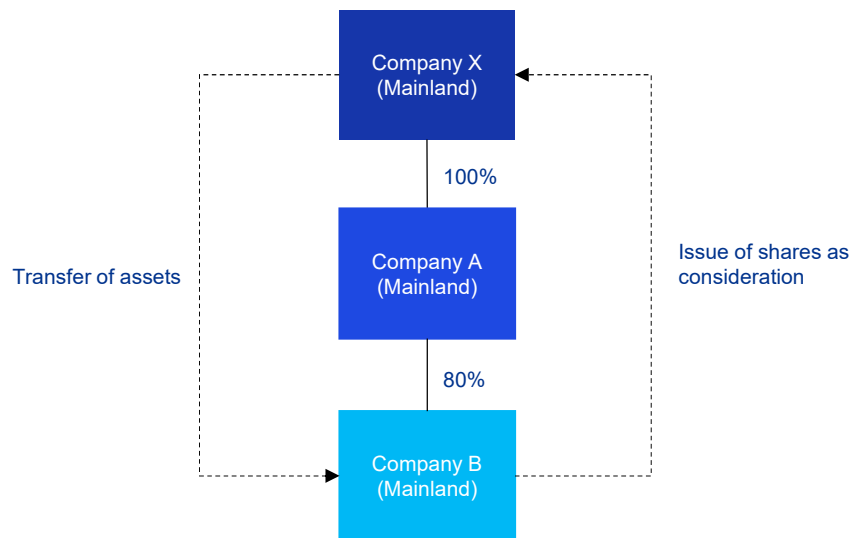 Company X
(Mainland)
100%
Company A
(Mainland)
Transfer of assets
Issue of shares as
consideration
80%
Company B
(Mainland)